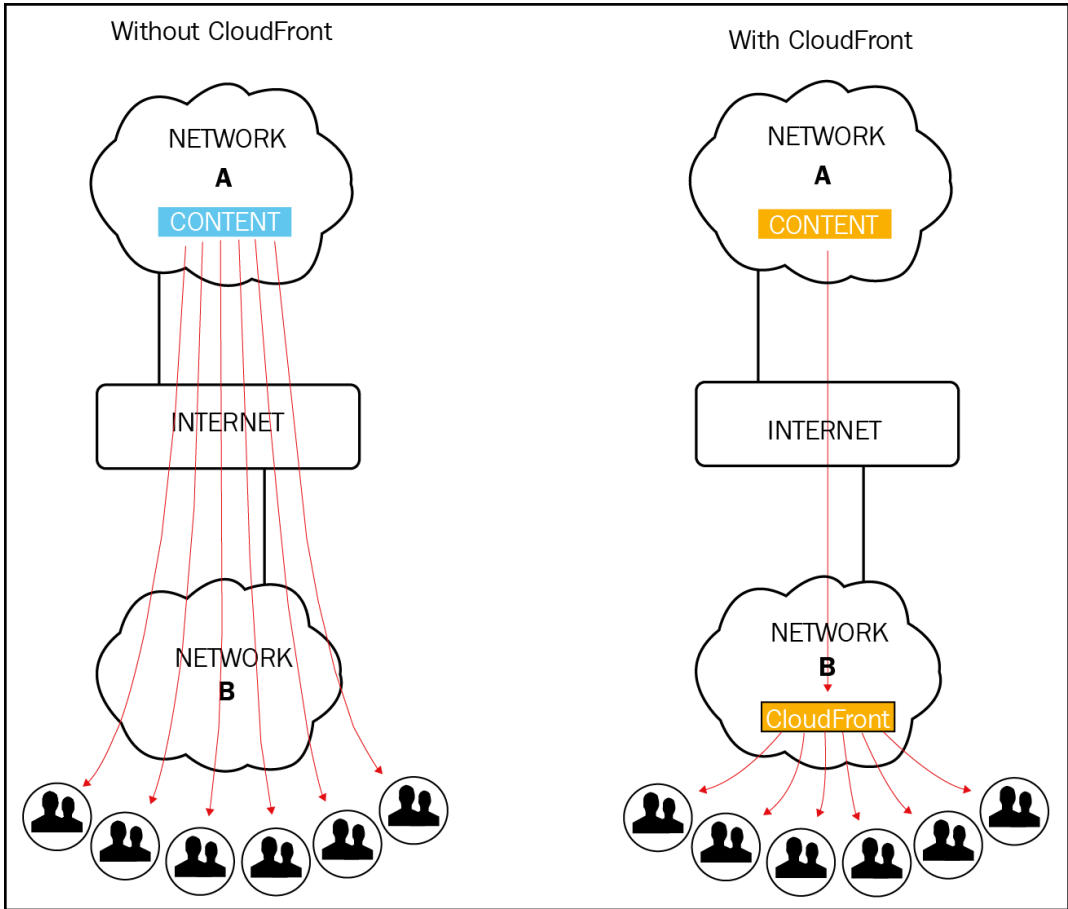 Without CloudFront
NETWORK
A
CONTENT
INTERNET
NETWORK
B
With CloudFront
NETWORK
A
CONTENT
INTERNET
NETWORK
B
CloudFront